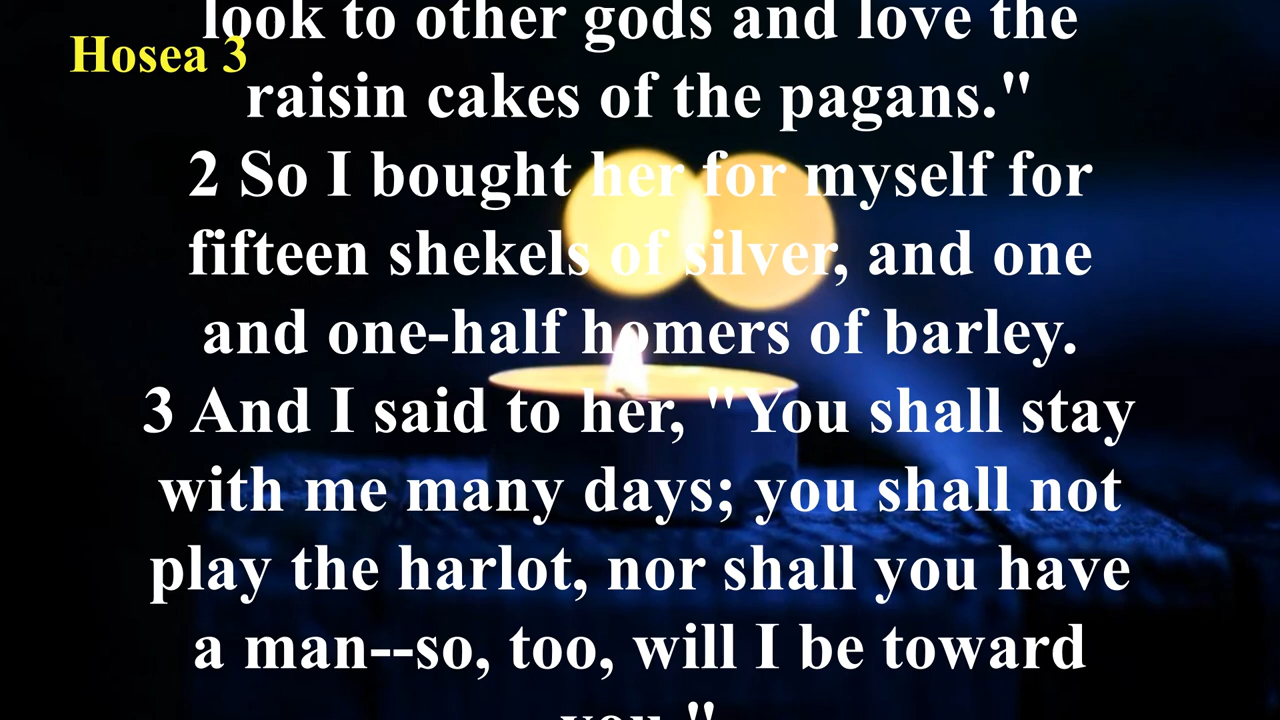 Hosea 3
look to other gods and love the
raisin cakes of the pagans."
2 So I bought her for myself for
fifteen shekels of silver, and one
and one-half homers of barley.
3 And I said to her, "You shall stay
with me many days; you shall not
play the harlot, nor shall you have
a man--so, too, will I be toward
you."